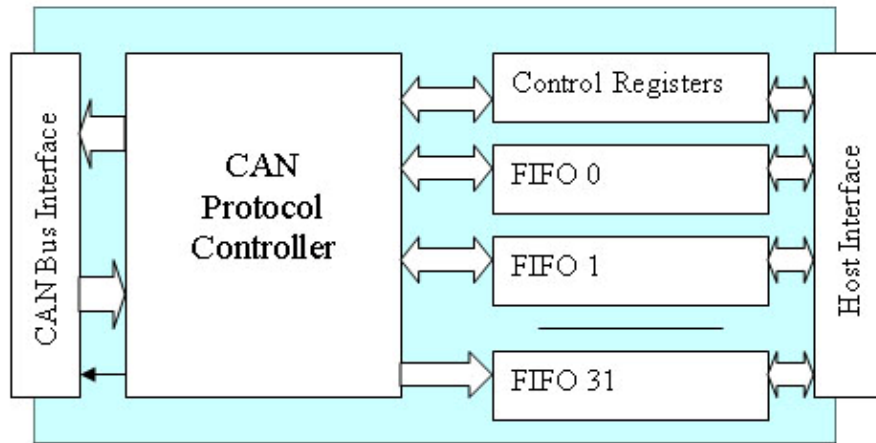 CAN Bus Interface
CAN
Protocol
Controller
Control Registers
FIFO 0
FIFO 1
FIFO 31
Host Interface